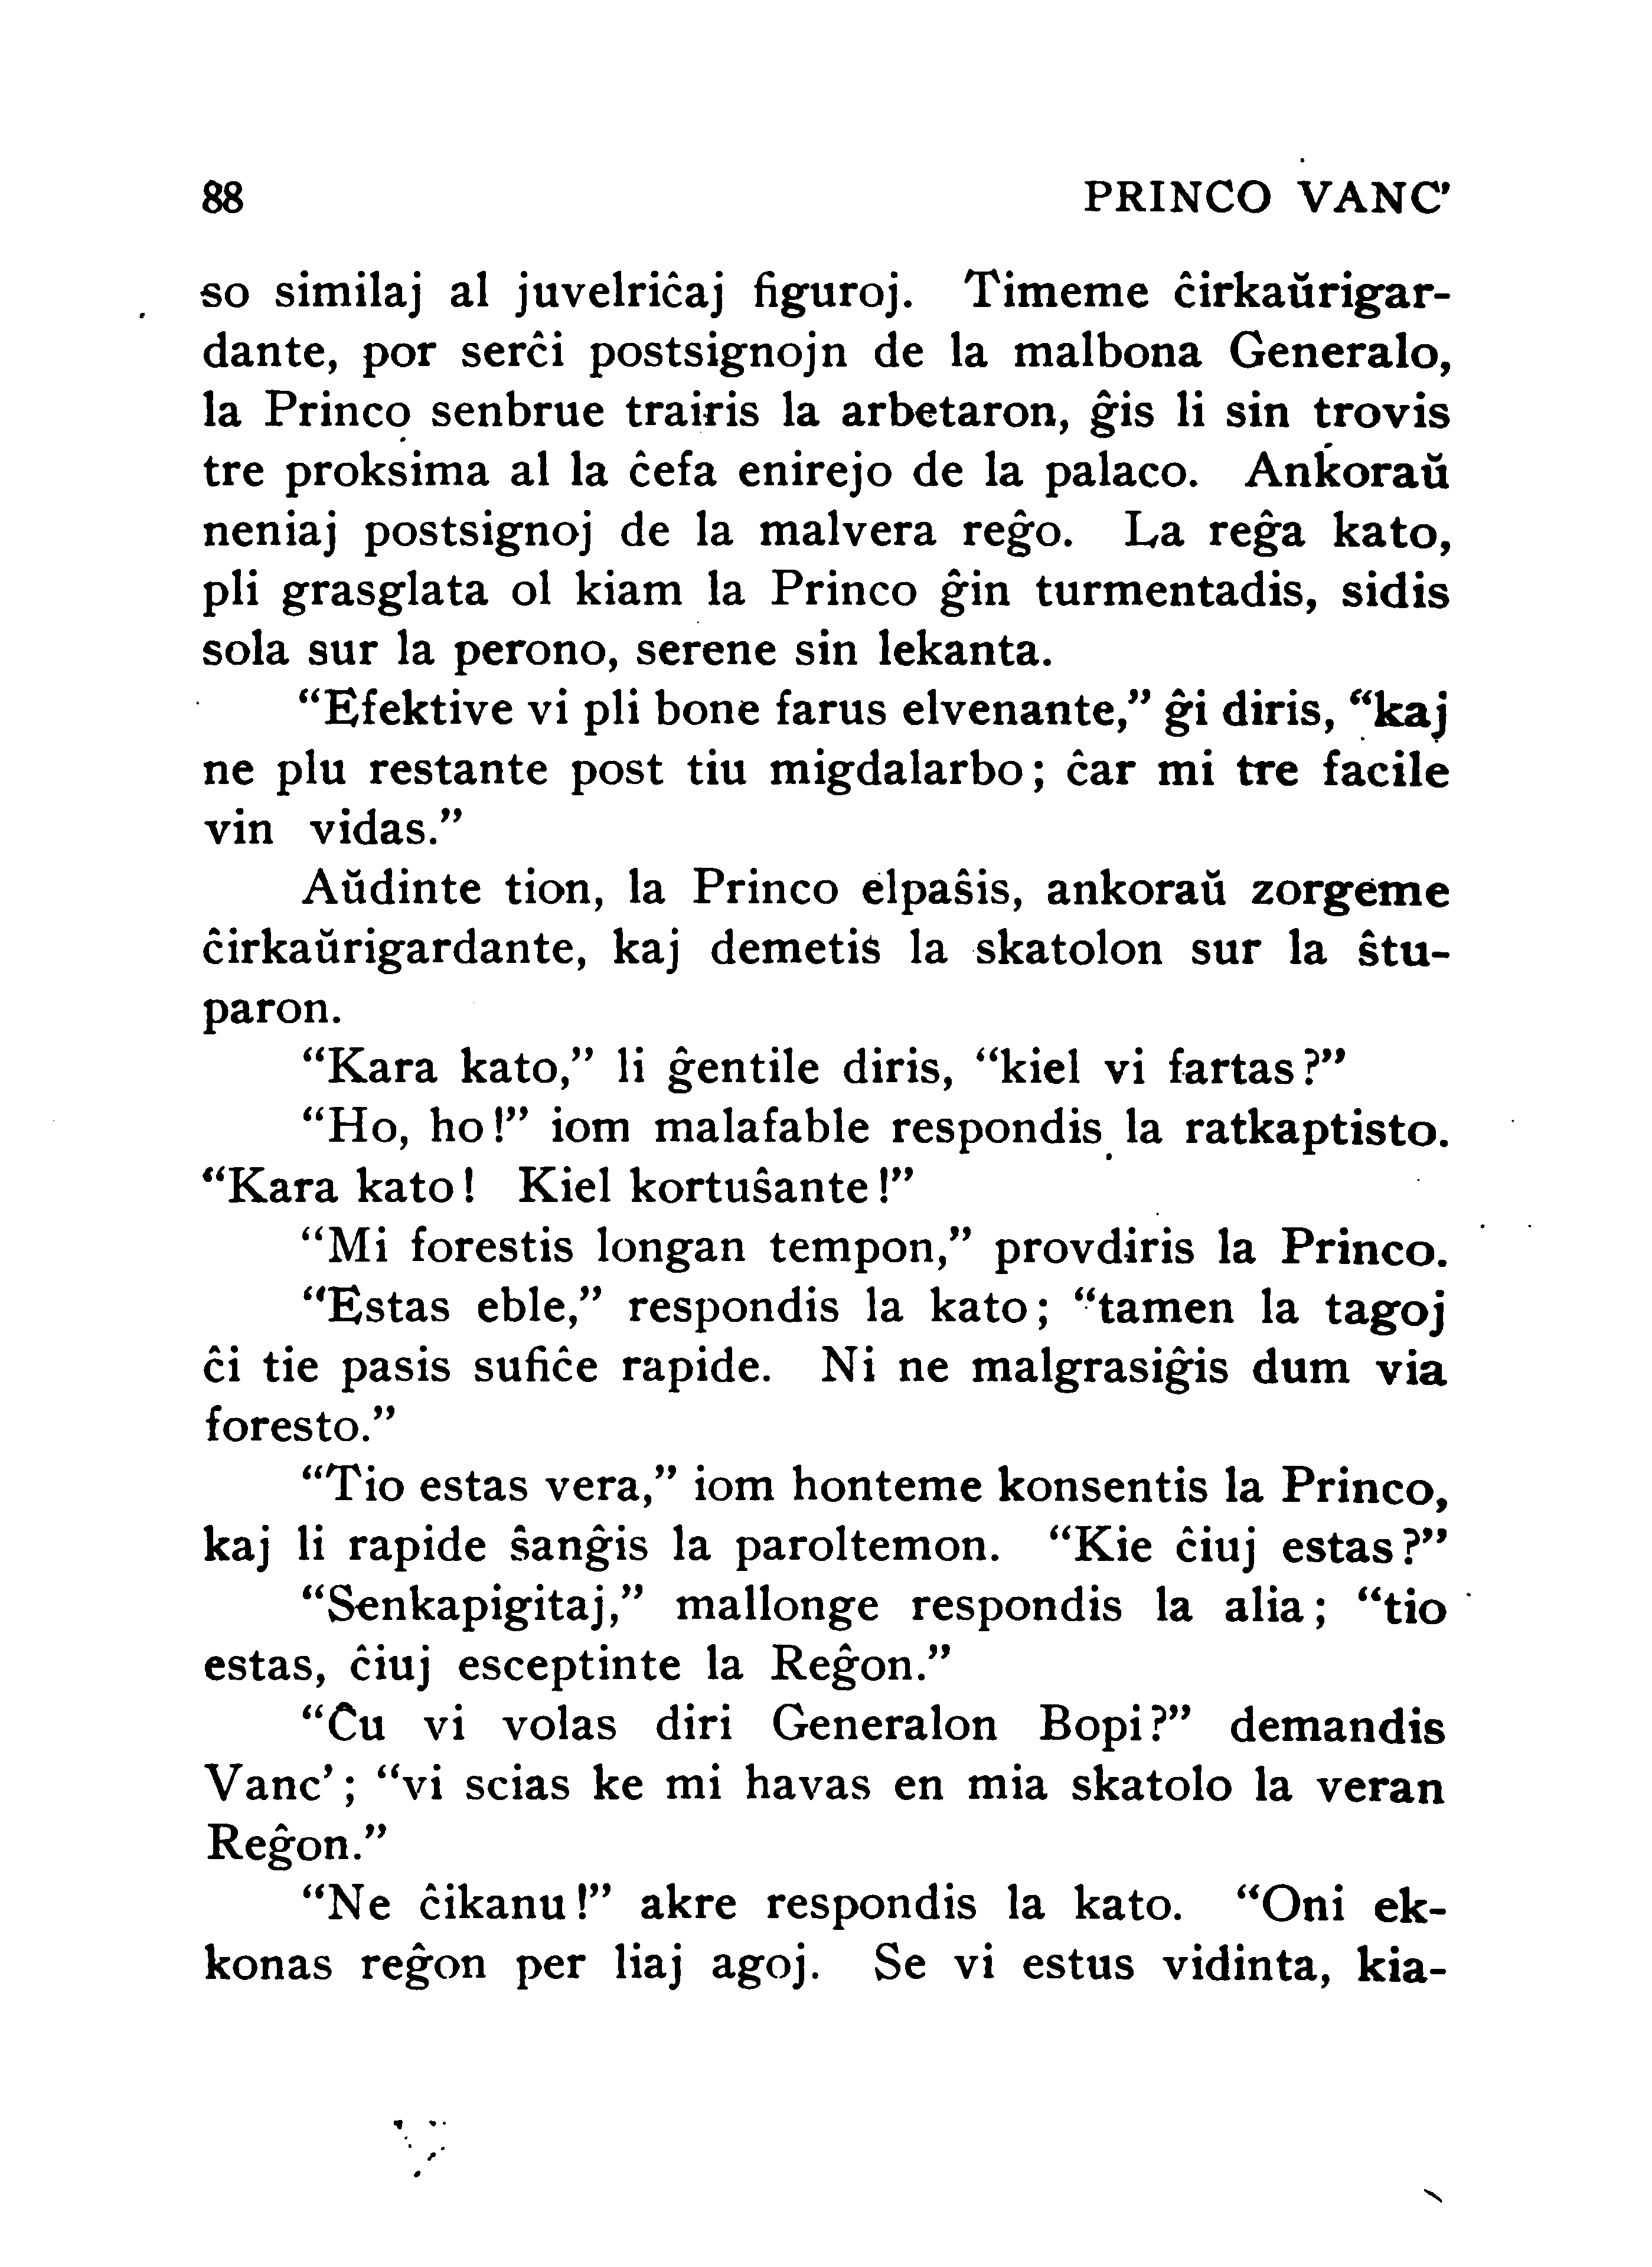 88 PRINCO VANC’
so similaj al juvelriĉaj figuroj. Timeme ĉirkaŭrigar-
dante, por serĉi postsignojn de la malbona Generalo,
la Princo senbrue trairis la arbetaron, ĝis li sin trovis
tre proksima al la ĉefa enirejo de la palaco. Ankoraŭ
neniaj postsignoj de la malvera reĝo. La reĝa kato,
pli grasglata ol kiam la Princo ĝin turmentadis, sidis
sola sur la perono, serene sin lekanta.
“Efektive vi pli bone farus elvenante,” ĝi diris, “kaj
ne plu restante post tiu migdalarbo; ĉar mi tre facile
vin vidas.”
Aŭdinte tion, la Princo elpaŝis, ankoraŭ zorgeme
ĉirkaŭrigardante, kaj demetis la skatolon sur la ŝtu-
paron.
“Kara kato,” li ĝentile diris, “kiel vi fartas?”
“Ho, ho!” iom malafable respondis la ratkaptisto.
“Kara kato! Kiel kortuŝante!”
“Mi forestis longan tempon,” provdiris la Princo.
“Estas eble,” respondis la kato; “tamen la tagoj
ĉi tie pasis sufiĉe rapide. Ni ne malgrasiĝis dum via
foresto.”
“Tio estas vera,” iom honteme konsentis la Princo,
kaj li rapide ŝanĝis la paroltemon. “Kie ĉiuj estas?”
“Senkapigitaj,” mallonge respondis la alia; “tio
estas, ĉiuj esceptinte la Reĝon.”
“Ĉu vi volas diri Generalon Bopi?” demandis
Vanc’; “vi scias ke mi havas en mia skatolo la veran
Reĝon.”
“Ne ĉikanu!” akre respondis la kato. “Oni ek-
konas reĝon per liaj agoj. Se vi estus vidinta, kia-